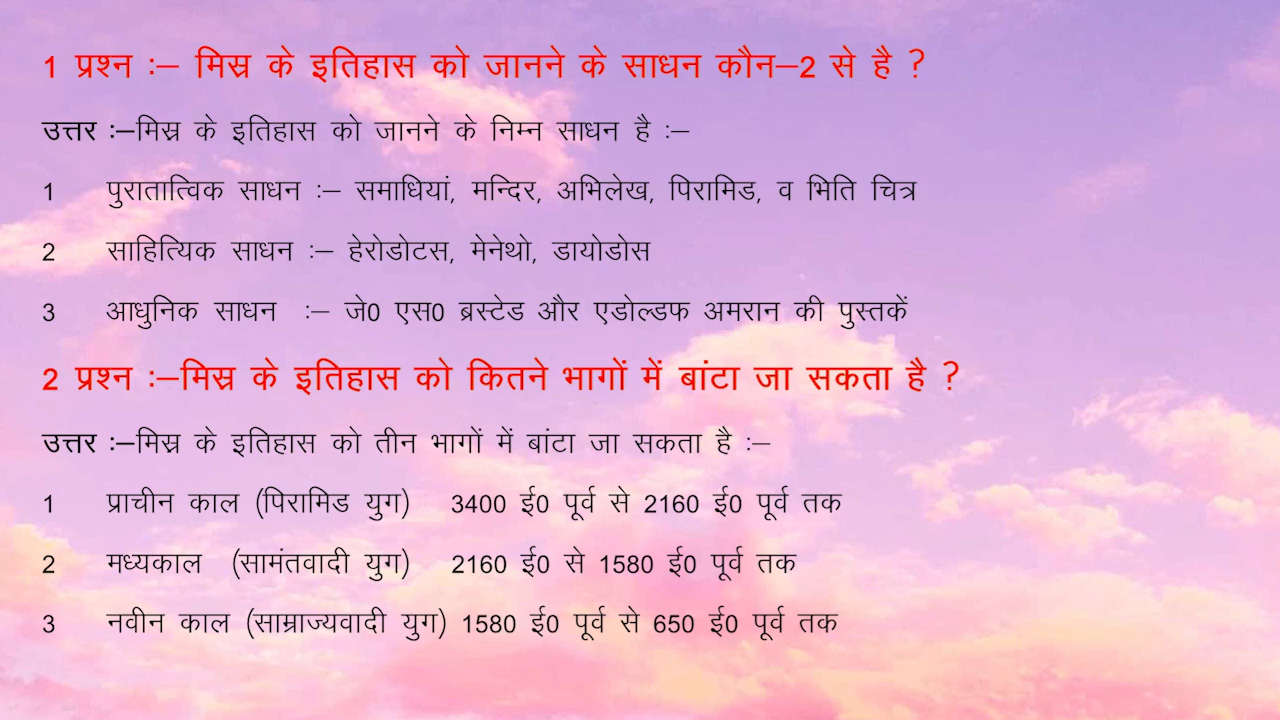 1 प्रश्न :– मिस्र के इतिहास को जानने के साधन कौन–2 से है ?
उत्तर :–मिस्र के इतिहास को जानने के निम्न साधन है :–
1 पुरातात्विक साधन :– समाधियां, मन्दिर, अभिलेख, पिरामिड, व भिति चित्र
2 साहित्यिक साधन :– हेरोडोटस, मेनेथो, डायोडोस
3 आधुनिक साधन :– जे0 एस0 ब्रस्टेड और एडोल्डफ अमरान की पुस्तकें
2 प्रश्न :–मिस्र के इतिहास को कितने भागों में बांटा जा सकता है ?
उत्तर :–मिस्र के इतिहास को तीन भागों में बांटा जा सकता है :–
1 प्राचीन काल (पिरामिड युग) 3400 ई0 पूर्व से 2160 ई0 पूर्व तक
2 मध्यकाल (सामंतवादी युग) 2160 ई0 से 1580 ई0 पूर्व तक
3 नवीन काल (साम्राज्यवादी युग) 1580 ई0 पूर्व से 650 ई0 पूर्व तक